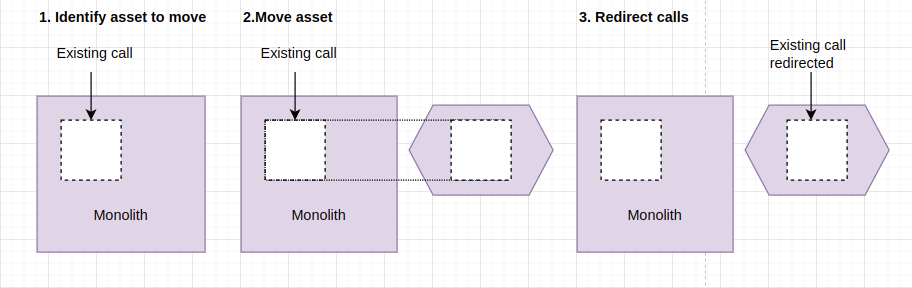 1. Identify asset to move
2.Move asset
3. Redirect calls
Existing call
Existing call
Existing call
redirected
Monolith
Monolith
Monolith